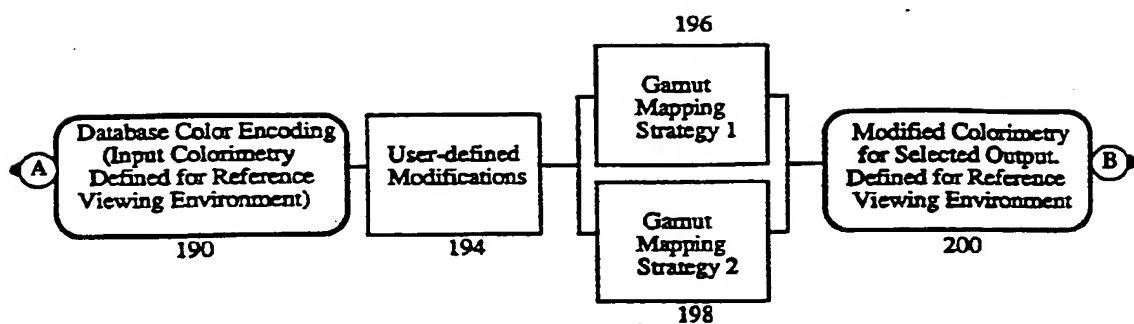 196
Gamut
Mapping
Strategy 1
A
Database Color Encoding
(Input Colorimetry
Defined for Reference
Viewing Environment)
190
User-defined
Modifications
194
Gamut
Mapping
Strategy 2
198
Modified Colorimetry
for Selected Output.
Defined for Reference
Viewing Environment
200
B